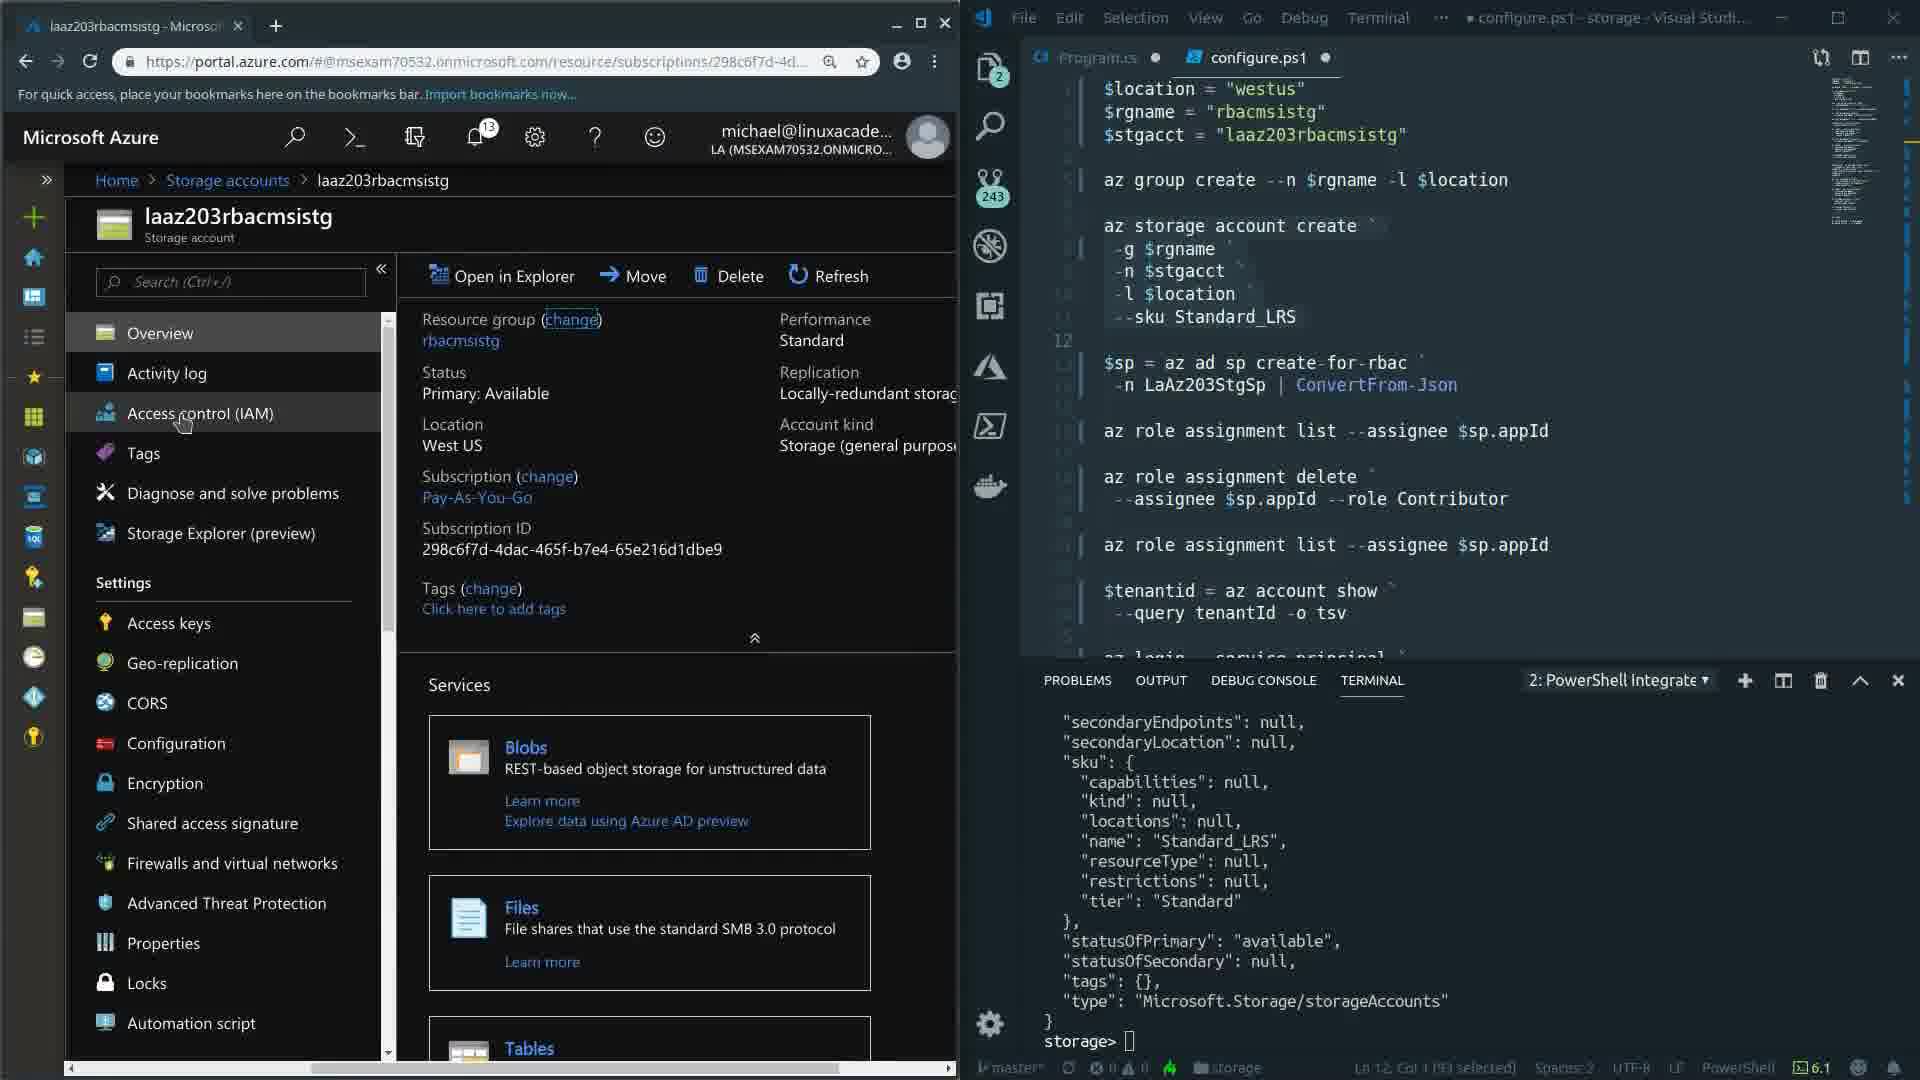 laaz203rbacmsistg - Microso
https://portal.azure.com/#@msexam70532.onmicrosoft.com/resource/subscriptions/298c6f7d-4d...
For quick access, place your bookmarks here on the bookmarks bar. Import bookmarks now...
Microsoft Azure
13
michael@linuxacade...
LA (MSEXAM70532.ONMICRO...
Home > Storage accounts > laaz203rbacmsistg
laaz203rbacmsistg
Storage account
Search (Ctrl+/)
Overview
Activity log
Access control (IAM)
Tags
Diagnose and solve problems
Storage Explorer (preview)
Settings
Access keys
Geo-replication
CORS
Configuration
Encryption
Shared access signature
Firewalls and virtual networks
Advanced Threat Protection
Properties
Locks
Automation script
Open in Explorer
Move
Delete
Refresh
Resource group (change)
rbacmsistg
Status
Primary: Available
Location
West US
Subscription (change)
Pay-As-You-Go
Subscription ID
298c6f7d-4dac-465f-b7e4-65e216d1dbe9
Tags (change)
Click here to add tags
Performance
Standard
Replication
Locally-redundant storag
Account kind
Storage (general purpose
Services
Blobs
REST-based object storage for unstructured data
Learn more
Explore data using Azure AD preview
Files
File shares that use the standard SMB 3.0 protocol
Learn more
Tables
File Edit Selection View Go Debug Terminal ··· ● configure.ps1 - storage - Visual Studi...
2
243
Program.cs ●
configure.ps1 ●
$location = "westus"
$rgname = "rbacmsistg"
$stgacct = "laaz203rbacmsistg"
az group create --n $rgname -l $location
az storage account create `
-g $rgname `
-n $stgacct `
-l $location `
--sku Standard_LRS
12
$sp = az ad sp create-for-rbac `
-n LaAz203StgSp | ConvertFrom-Json
az role assignment list --assignee $sp.appId
az role assignment delete `
--assignee $sp.appId --role Contributor
az role assignment list --assignee $sp.appId
$tenantid = az account show `
--query tenantId -o tsv
az login --service-principal `
PROBLEMS OUTPUT DEBUG CONSOLE TERMINAL
2: PowerShell Integrate
"secondaryEndpoints": null,
"secondaryLocation": null,
"sku": {
"capabilities": null,
"kind": null,
"locations": null,
"name": "Standard_LRS",
"resourceType": null,
"restrictions": null,
"tier": "Standard"
},
"statusOfPrimary": "available",
"statusOfSecondary": null,
"tags": {},
"type": "Microsoft.Storage/storageAccounts"
}
storage>
master* 0 0 storage Ln 12, Col 1 (93 selected) Spaces: 2 UTF-8 LF PowerShell 6.1